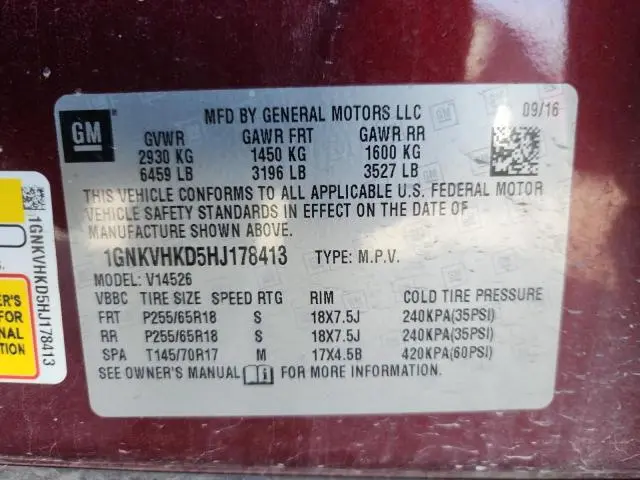 GM
MFD BY GENERAL MOTORS LLC
09/16
GVWR GAWR FRT GAWR RR
2930 KG 1450 KG 1600 KG
6459 LB 3196 LB 3527 LB
THIS VEHICLE CONFORMS TO ALL APPLICABLE U.S. FEDERAL MOTOR
VEHICLE SAFETY STANDARDS IN EFFECT ON THE DATE OF
MANUFACTURE SHOWN ABOVE.
1GNKVHKD5HJ178413 TYPE: M.P.V.
MODEL: V14526
VBBC TIRE SIZE SPEED RTG RIM COLD TIRE PRESSURE
FRT P255/65R18 S 18X7.5J 240KPA(35PSI)
RR P255/65R18 S 18X7.5J 240KPA(35PSI)
SPA T145/70R17 M 17X4.5B 420KPA(60PSI)
SEE OWNER'S MANUAL FOR MORE INFORMATION.
1GNKVHKD5HJ178413
ER'S
FOR
NAL
TION